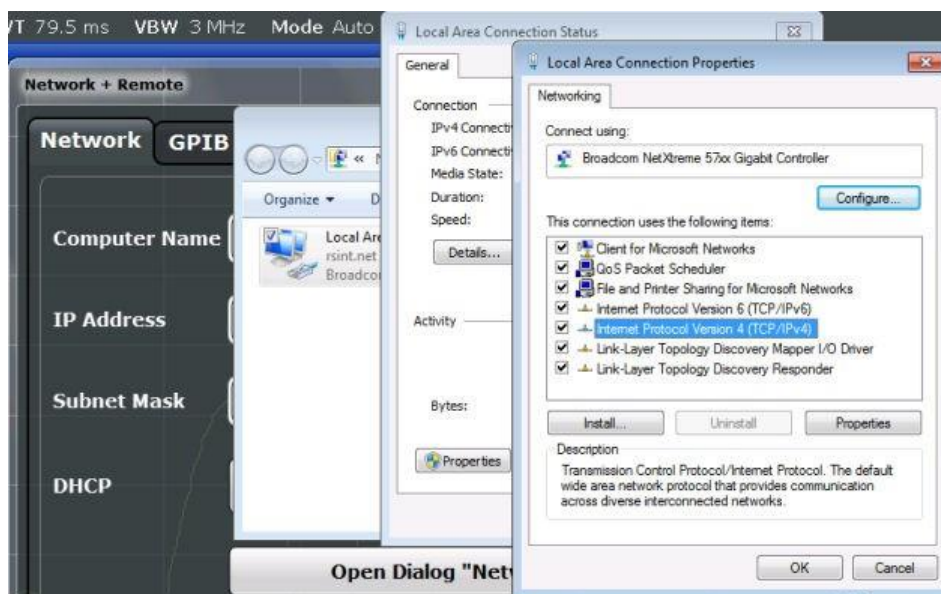 VT 79.5 ms VBW 3 MHz Mode Auto
Network + Remote
Network GPIB
Computer Name
IP Address
Subnet Mask
DHCP
Open Dialog "Net
Organize
Local Are
rsint.net
Broadco
Local Area Connection Status
General
Connection
IPv4 Connecti
IPv6 Connecti
Media State:
Duration:
Speed:
Details...
Activity
Bytes:
Properties
Local Area Connection Properties
Networking
Connect using:
Broadcom NetXtreme 57xx Gigabit Controller
Configure...
This connection uses the following items:
Client for Microsoft Networks
QoS Packet Scheduler
File and Printer Sharing for Microsoft Networks
Internet Protocol Version 6 (TCP/IPv6)
Internet Protocol Version 4 (TCP/IPv4)
Link-Layer Topology Discovery Mapper I/O Driver
Link-Layer Topology Discovery Responder
Install... Uninstall Properties
Description
Transmission Control Protocol/Internet Protocol. The default
wide area network protocol that provides communication
across diverse interconnected networks.
OK Cancel